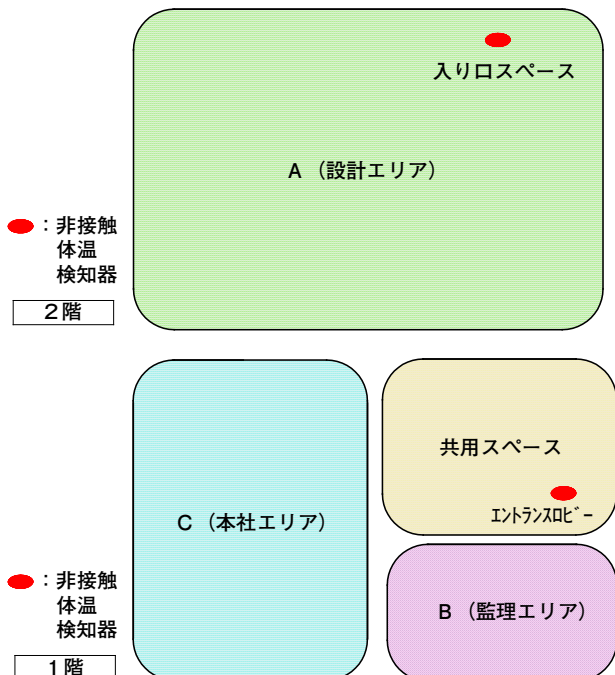 入り口スペース
A（設計エリア）
：非接触
体温
検知器
2階
共用スペース
エントランスロビー
C（本社エリア）
：非接触
体温
検知器
B（監理エリア）
1階